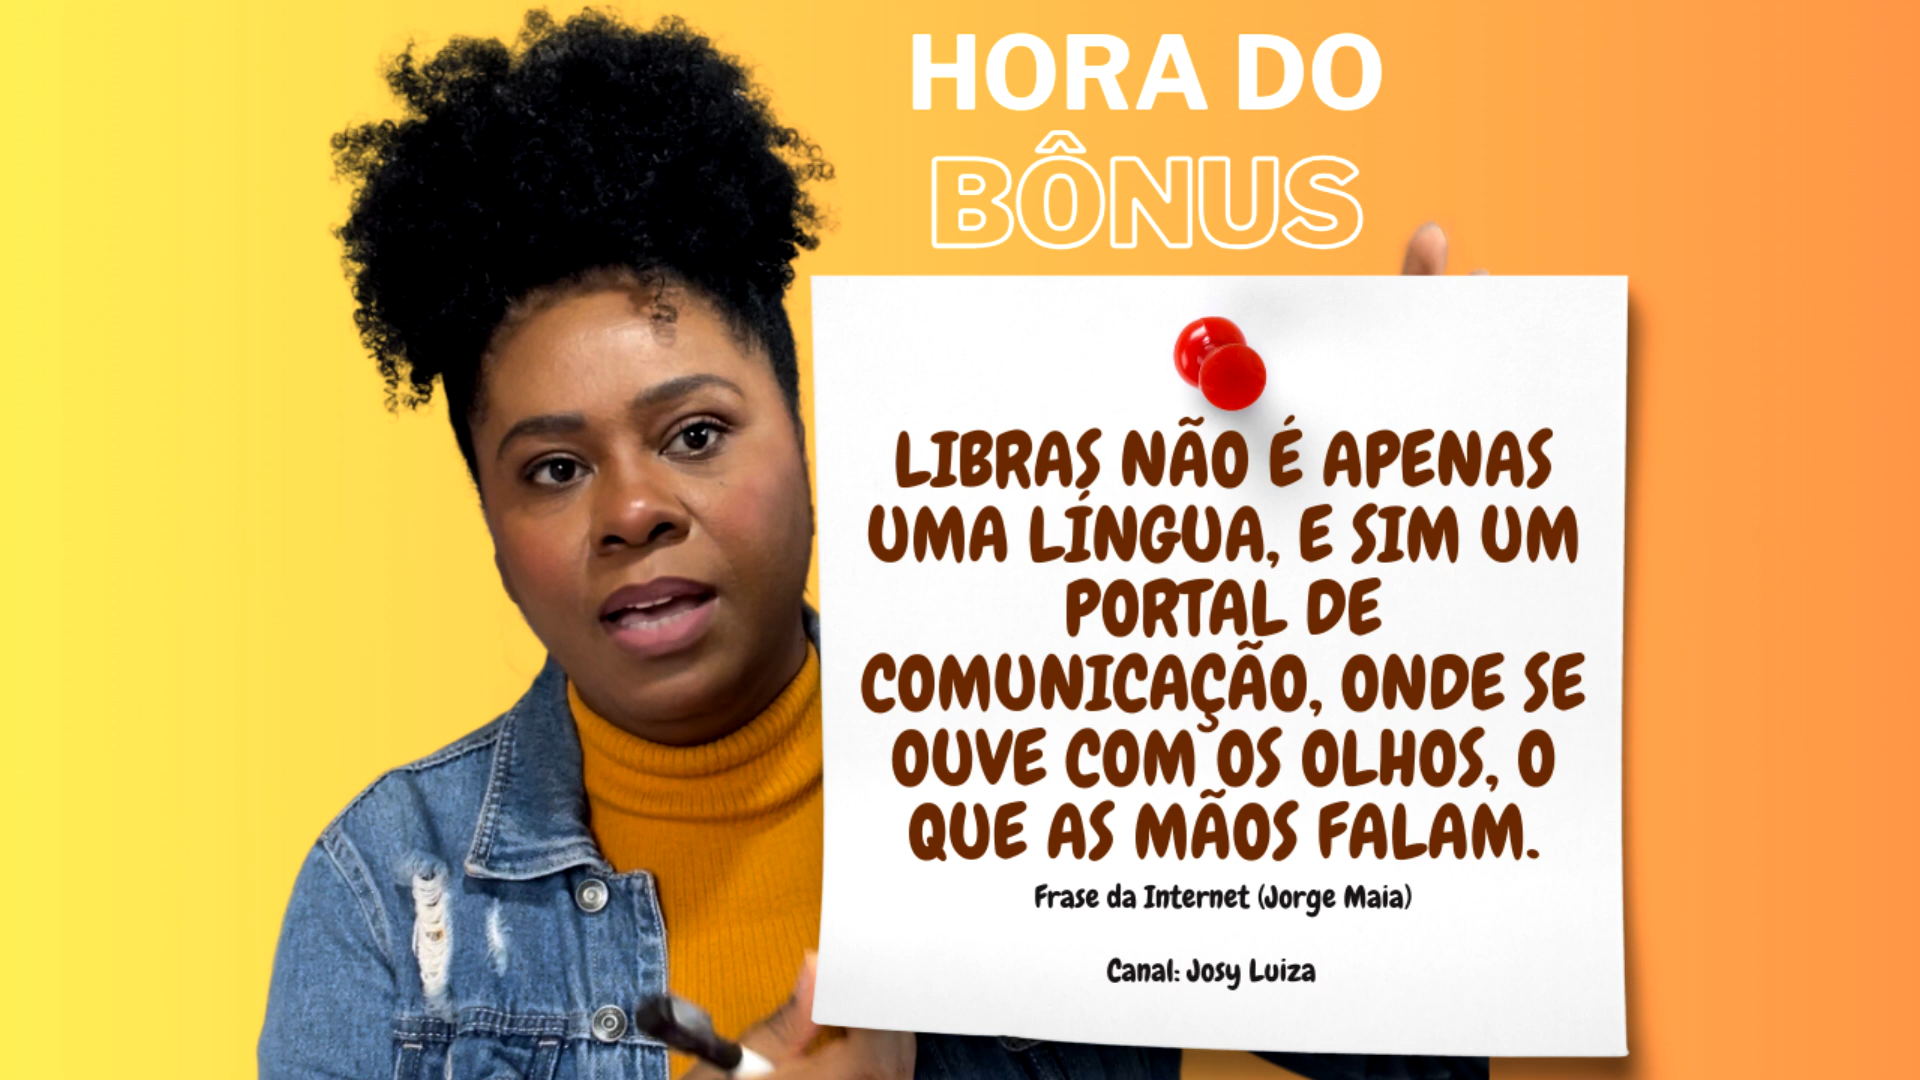 HORA DO
BÔNUS
LIBRAS NÃO É APENAS
UMA LÍNGUA, E SIM UM
PORTAL DE
COMUNICAÇÃO, ONDE SE
OUVE COM OS OLHOS, O
QUE AS MÃOS FALAM.
Frase da Internet (Jorge Maia)
Canal: Josy Luiza